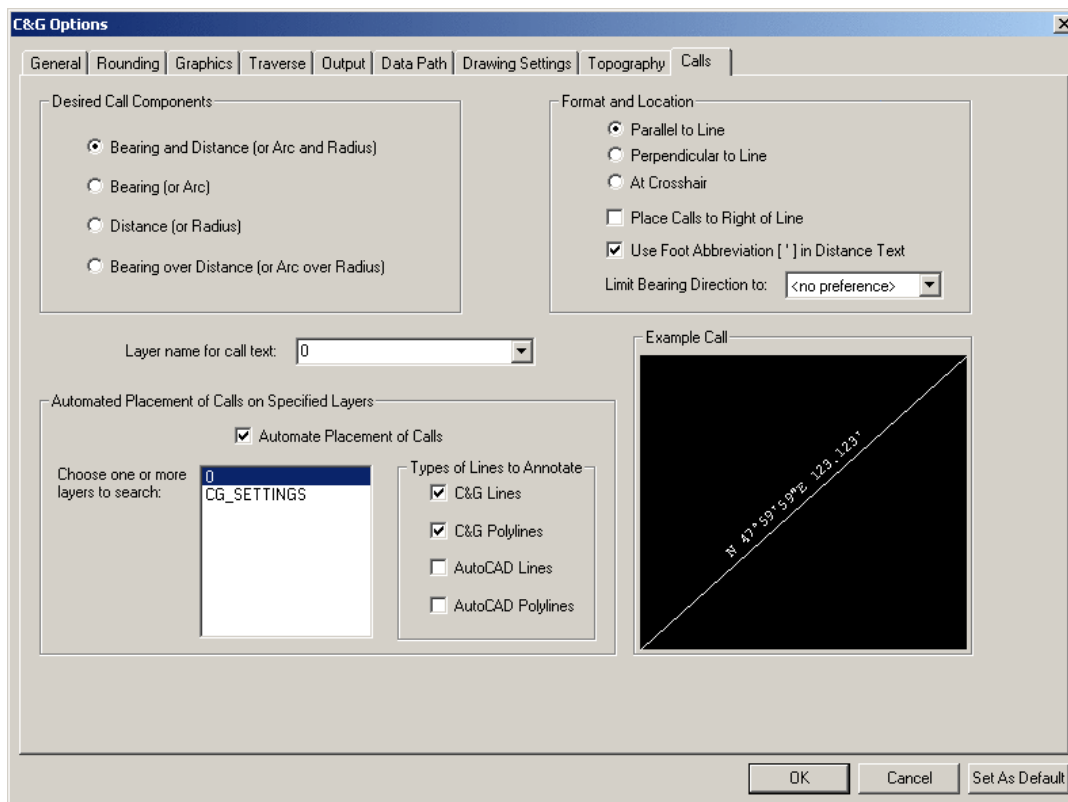 C&G Options
General Rounding Graphics Traverse Output Data Path Drawing Settings Topography Calls
Desired Call Components
Bearing and Distance (or Arc and Radius)
Bearing (or Arc)
Distance (or Radius)
Bearing over Distance (or Arc over Radius)
Format and Location
Parallel to Line
Perpendicular to Line
At Crosshair
Place Calls to Right of Line
Use Foot Abbreviation [ ' ] in Distance Text
Limit Bearing Direction to: <no preference>
Layer name for call text: 0
Example Call
N 47°59'59"E 123.123'
Automated Placement of Calls on Specified Layers
Automate Placement of Calls
Choose one or more
layers to search:
0
CG_SETTINGS
Types of Lines to Annotate
C&G Lines
C&G Polylines
AutoCAD Lines
AutoCAD Polylines
OK Cancel Set As Default